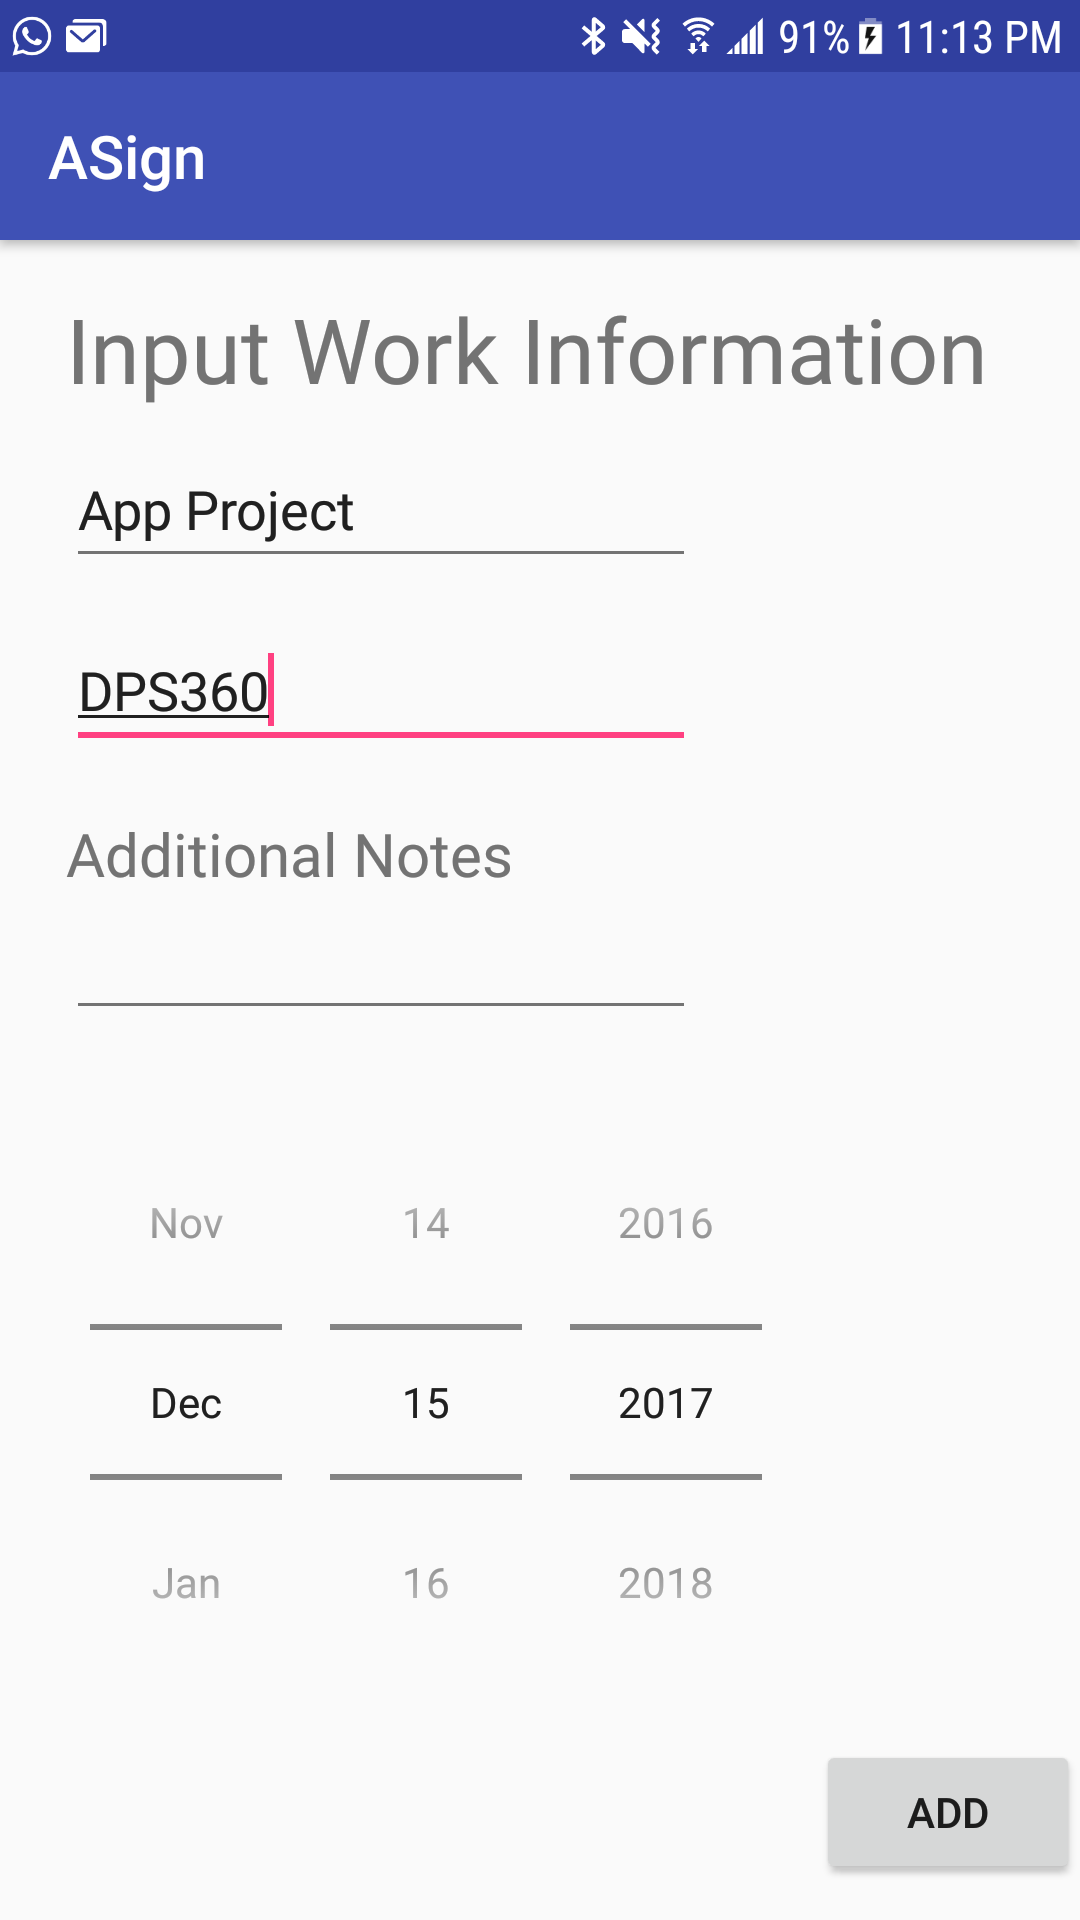 91% 11:13 PM
ASign
Input Work Information
App Project
DPS360
Additional Notes
Nov 14 2016
Dec 15 2017
Jan 16 2018
ADD